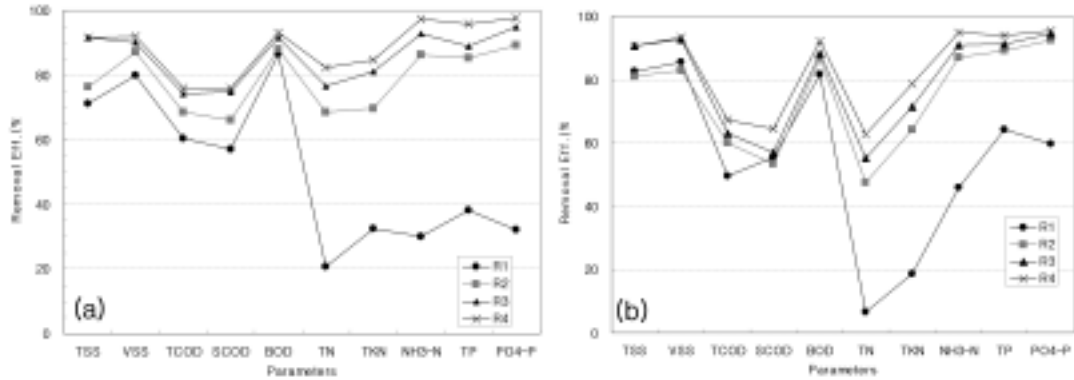 100
80
60
40
20
0
Removal Eff.(%
(a)
R1
R2
R3
R4
TSS VSS TCOD SCOD BOD TN TKN NH3-N TP PO4-P
Parameters
100
80
60
40
20
0
Removal Eff.(%
(b)
R1
R2
R3
R4
TSS VSS TCOD SCOD BOD TN TKN NH3-N TP PO4-P
Parameters